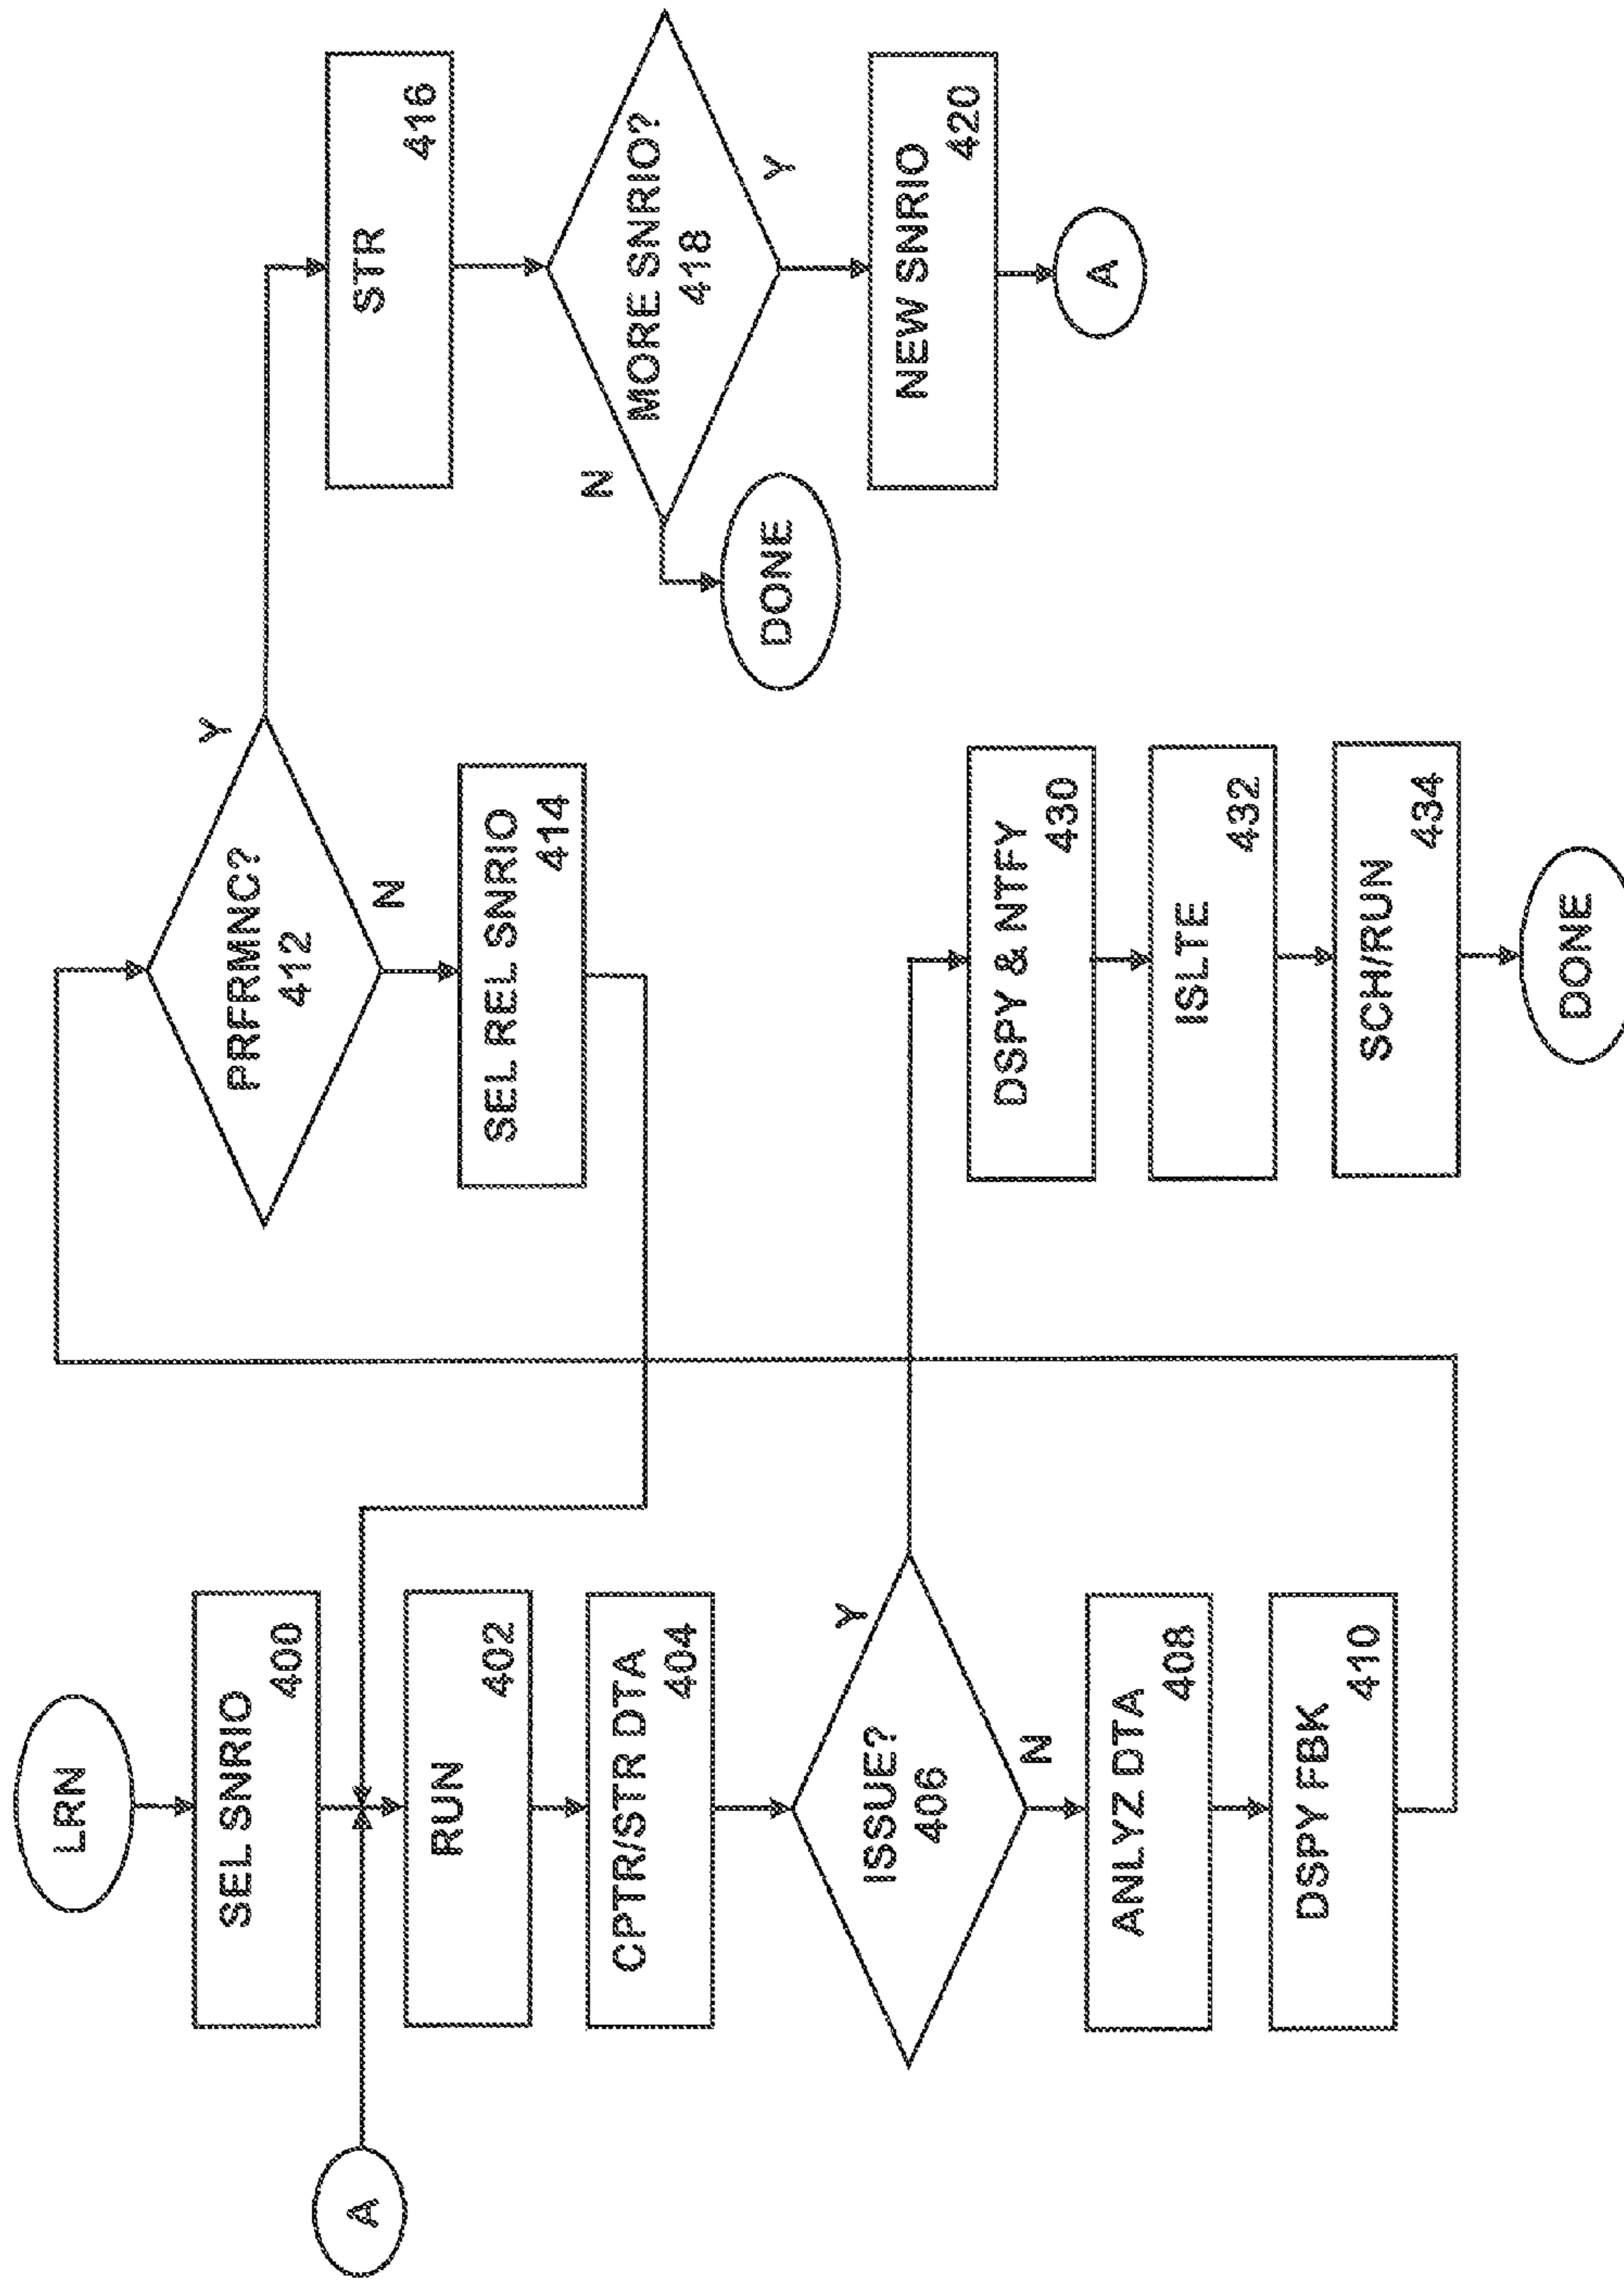 LRN
SEL SNRIO
400
A
RUN
402
CPTR/STR DTA
404
ISSUE?
406
Y
N
ANLYZ DTA
408
DSPY FBK
410
PRFRMNC?
412
Y
N
SEL REL SNRIO
414
DSPY & NTFY
430
ISLTE
432
SCH/RUN
434
DONE
STR
416
MORE SNRIO?
418
N
Y
DONE
NEW SNRIO
420
A